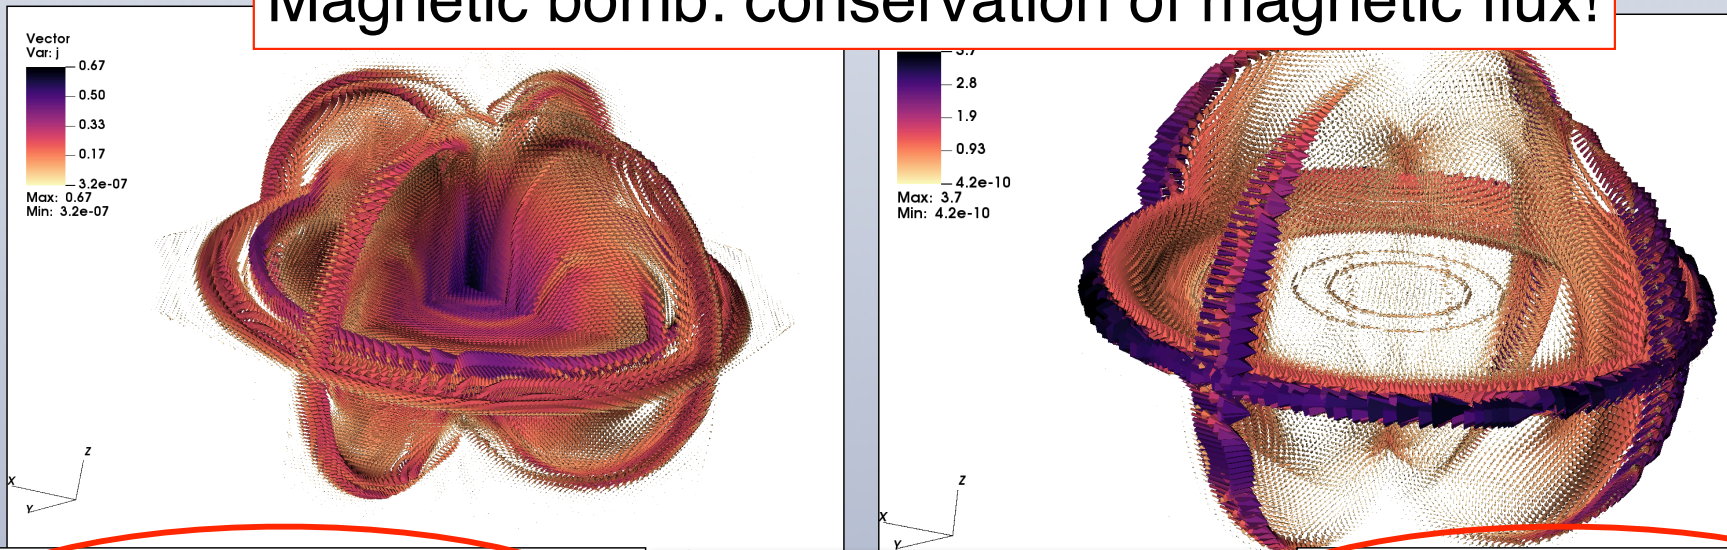 Magnetic bomb: conservation of magnetic flux!
Vector
Var: j
0.67
0.50
0.33
0.17
3.2e-07
Max: 0.67
Min: 3.2e-07
Z
X
Y
3.7
2.8
1.9
0.93
4.2e-10
Max: 3.7
Min: 4.2e-10
Z
X
Y